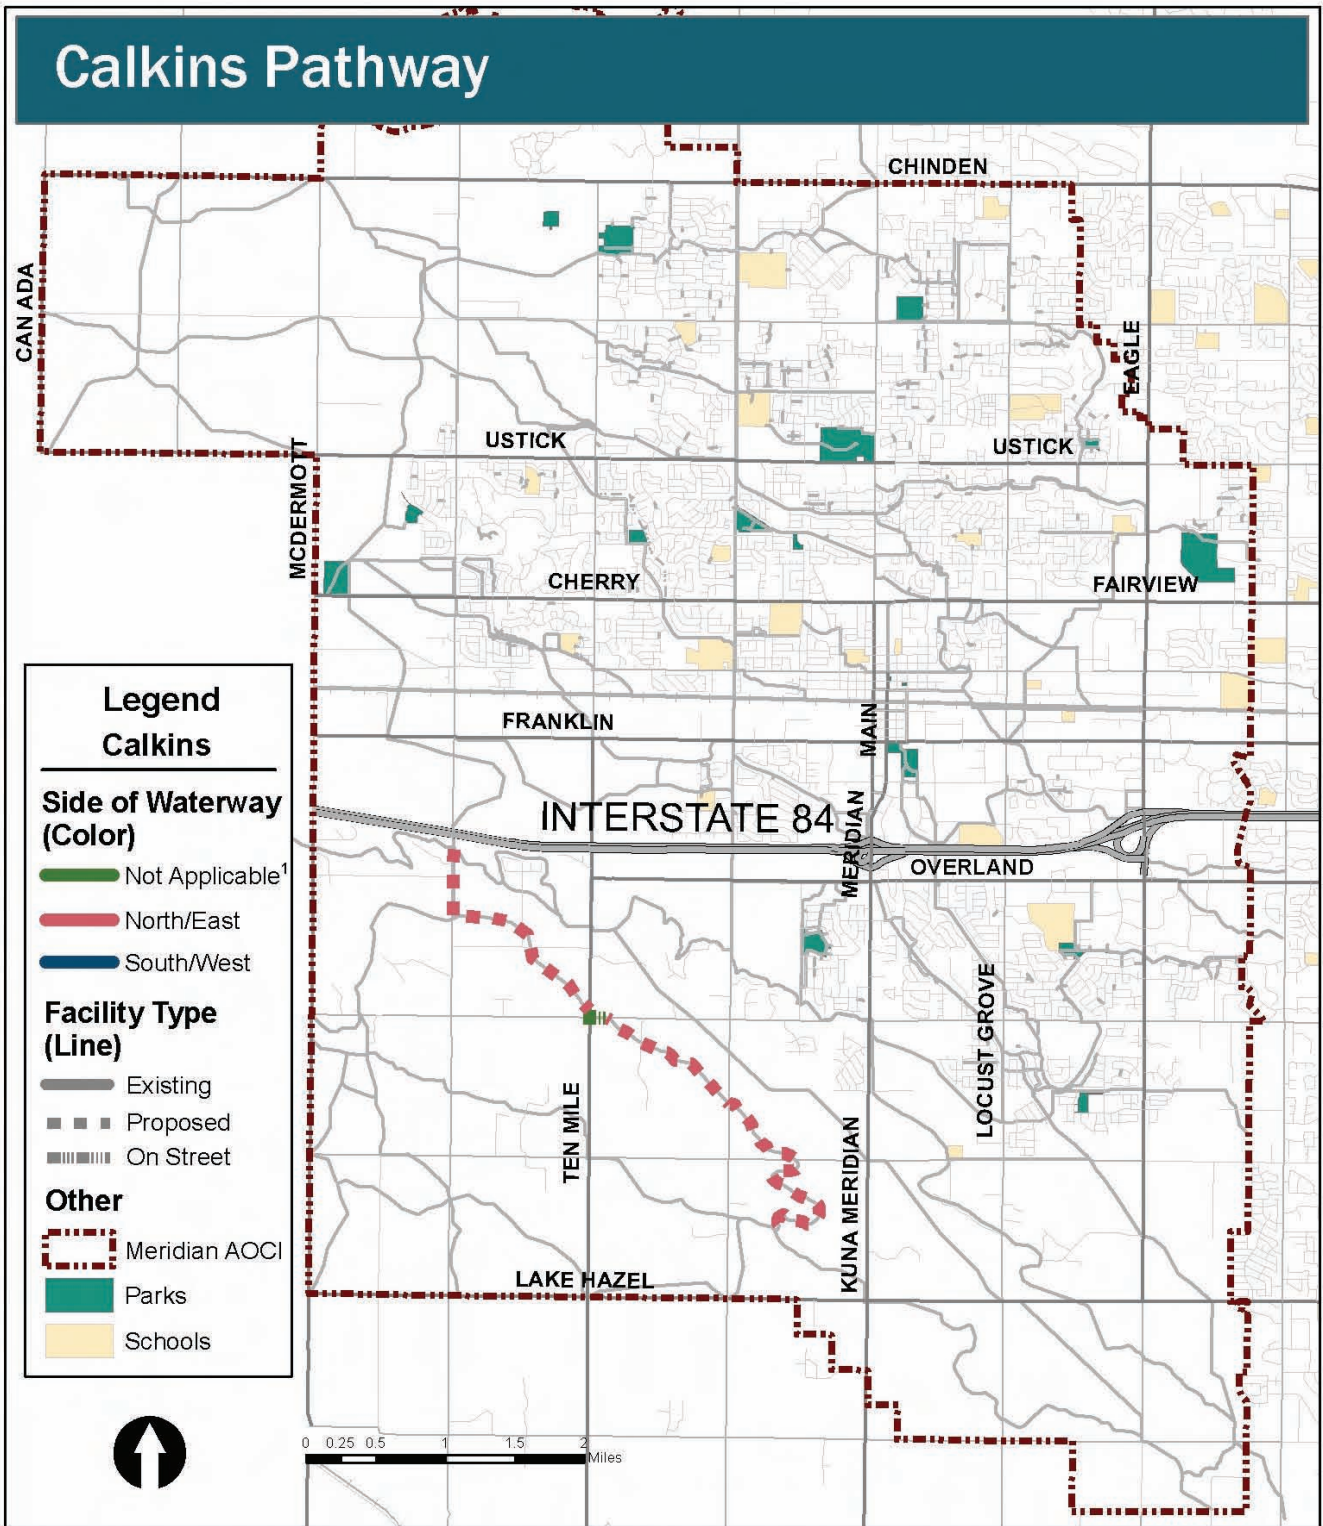 Calkins Pathway
CHINDEN
CAN ADA
EAGLE
USTICK
USTICK
MCDERMOTT
CHERRY
FAIRVIEW
FRANKLIN
MAIN
INTERSTATE 84
MERIDIAN
OVERLAND
LOCUST GROVE
TEN MILE
KUNA MERIDIAN
LAKE HAZEL
Legend
Calkins
Side of Waterway
(Color)
Not Applicable¹
North/East
South/West
Facility Type
(Line)
Existing
Proposed
On Street
Other
Meridian AOCI
Parks
Schools
0 0.25 0.5 1 1.5 2
Miles